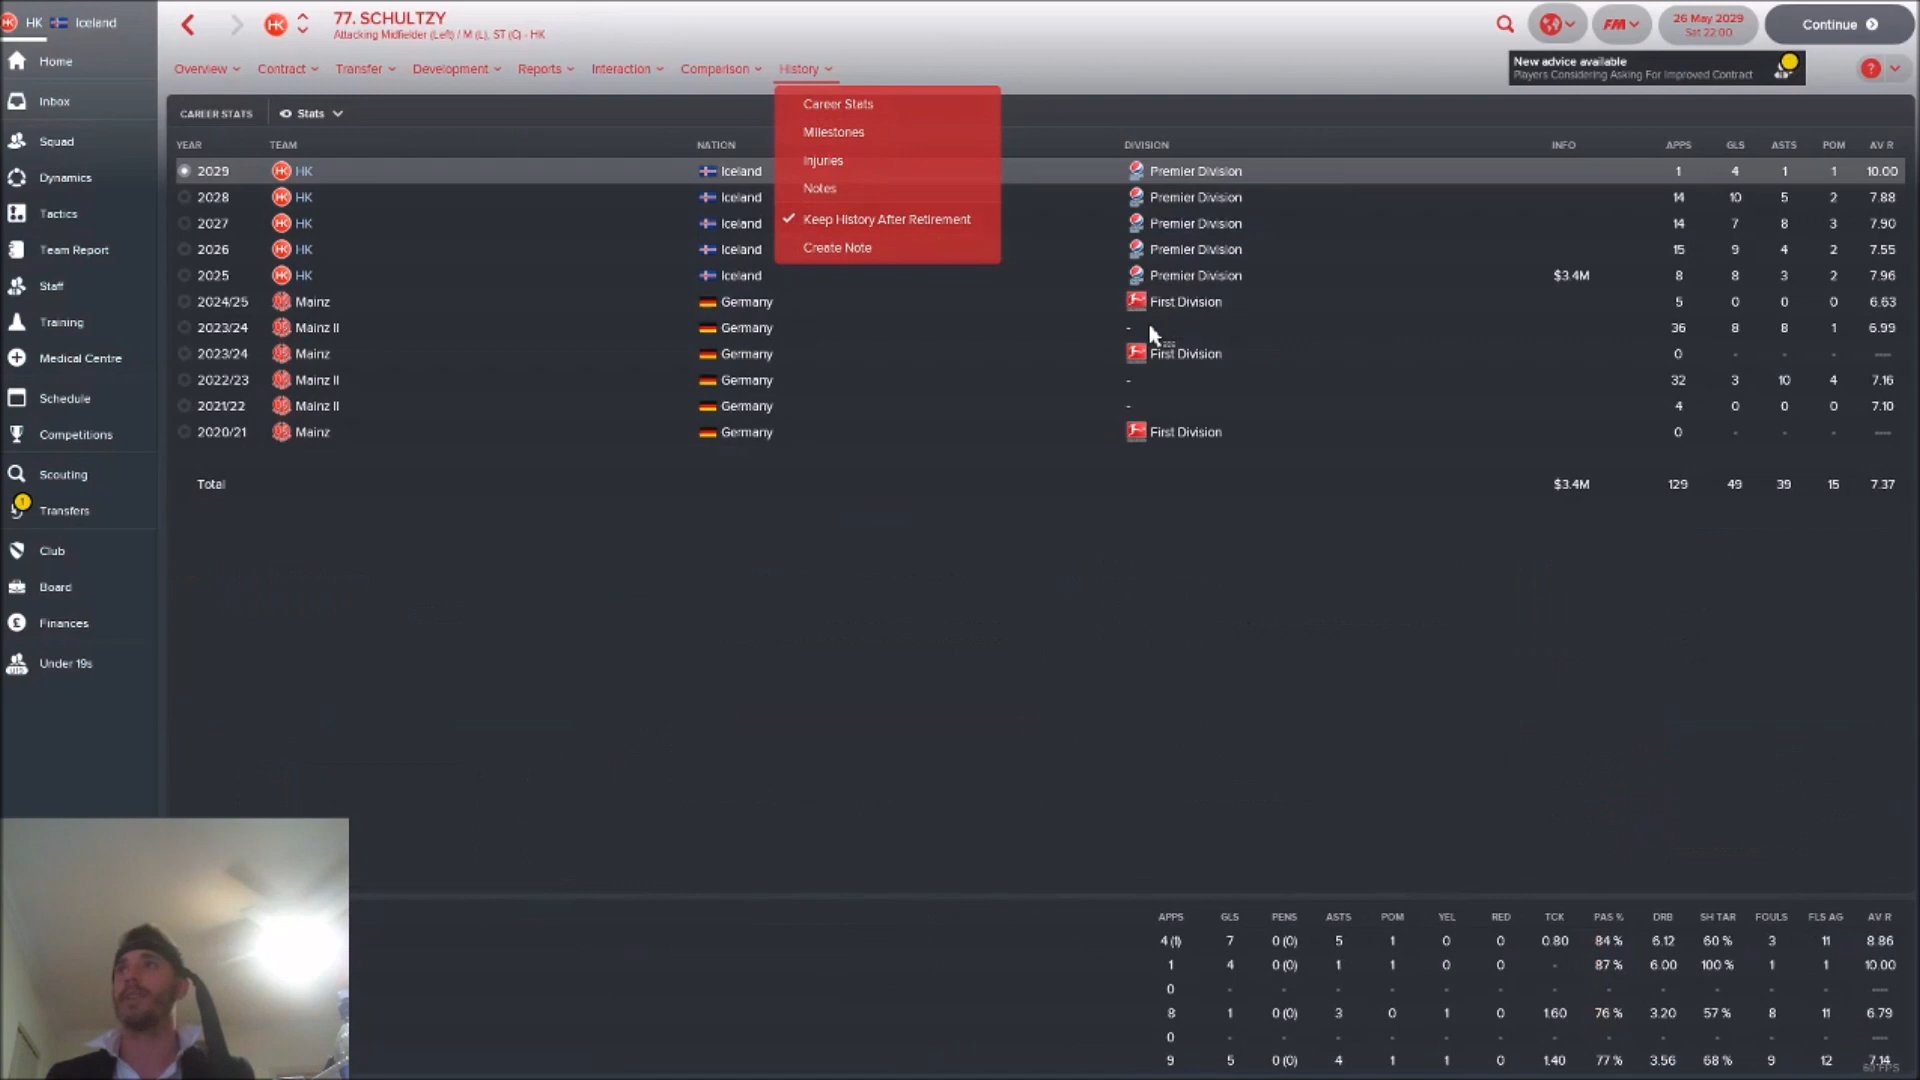 HK Iceland
77. SCHULTZY
Attacking Midfielder (Left) / M (L), ST (C) - HK
FM
26 May 2029
Sat 22:00
Continue
Overview
Contract
Transfer
Development
Reports
Interaction
Comparison
History
New advice available
Players Considering Asking For Improved Contract
?
Home
Inbox
Squad
Dynamics
Tactics
Team Report
Staff
Training
Medical Centre
Schedule
Competitions
Scouting
1
Transfers
Club
Board
Finances
Under 19s
Career Stats
Milestones
Injuries
Notes
Keep History After Retirement
Create Note
CAREER STATS Stats
YEAR TEAM NATION DIVISION INFO APPS GLS ASTS POM AV R
2029 HK Iceland Premier Division 1 4 1 1 10.00
2028 HK Iceland Premier Division 14 10 5 2 7.88
2027 HK Iceland Premier Division 14 7 8 3 7.90
2026 HK Iceland Premier Division 15 9 4 2 7.55
2025 HK Iceland Premier Division $3.4M 8 8 3 2 7.96
2024/25 Mainz Germany First Division 5 0 0 0 6.63
2023/24 Mainz II Germany - 36 8 8 1 6.99
2023/24 Mainz Germany First Division 0 - - - ----
2022/23 Mainz II Germany - 32 3 10 4 7.16
2021/22 Mainz II Germany - 4 0 0 0 7.10
2020/21 Mainz Germany First Division 0 - - - ----
Total $3.4M 129 49 39 15 7.37
APPS GLS PENS ASTS POM YEL RED TCK PAS % DRB SH TAR FOULS FLS AG AV R
4 (1) 7 0 (0) 5 1 0 0 0.80 84 % 6.12 60 % 3 11 8.86
1 4 0 (0) 1 1 0 0 - 87 % 6.00 100 % 1 1 10.00
0 - - - - - - - - - - - - ----
8 1 0 (0) 3 0 1 0 1.60 76 % 3.20 57 % 8 11 6.79
0 - - - - - - - - - - - - ----
9 5 0 (0) 4 1 1 0 1.40 77 % 3.56 68 % 9 12 7.14
60 FPS